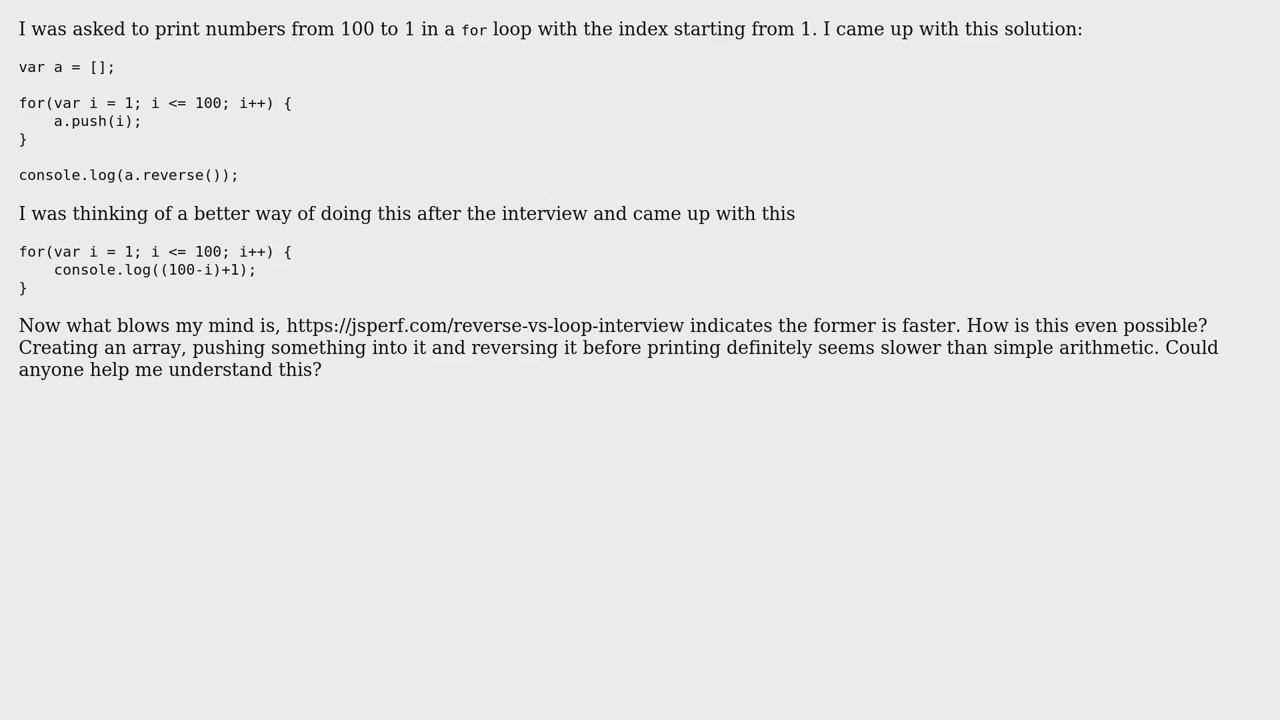 I was asked to print numbers from 100 to 1 in a for loop with the index starting from 1. I came up with this solution:
var a = [];
for(var i = 1; i <= 100; i++) {
    a.push(i);
}
console.log(a.reverse());
I was thinking of a better way of doing this after the interview and came up with this
for(var i = 1; i <= 100; i++) {
    console.log((100-i)+1);
}
Now what blows my mind is, https://jsperf.com/reverse-vs-loop-interview indicates the former is faster. How is this even possible?
Creating an array, pushing something into it and reversing it before printing definitely seems slower than simple arithmetic. Could
anyone help me understand this?